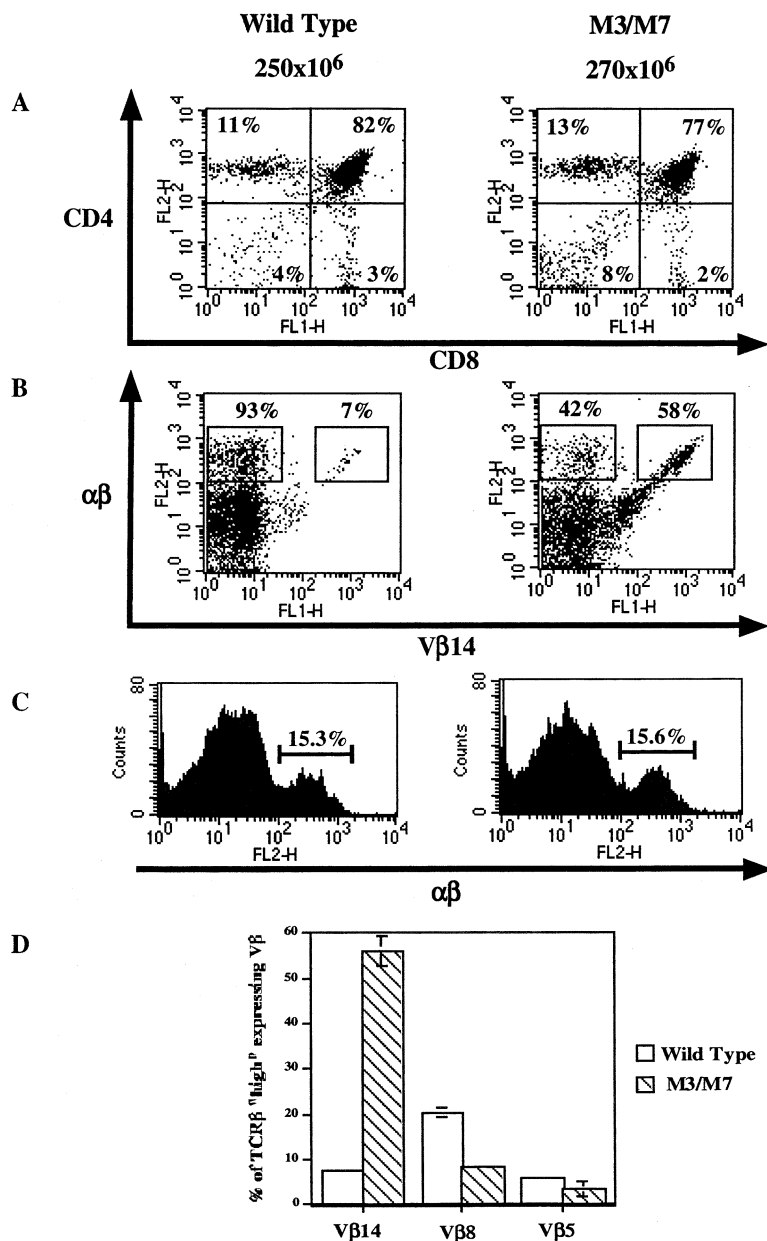 Wild Type M3/M7
250x10⁶ 270x10⁶
A
10⁴ 11% 82% 10⁴ 13% 77%
10³ 10³
CD4 FL2-H 10² FL2-H 10²
10¹ 10¹
10⁰ 4% 3% 10⁰ 8% 2%
10⁰ 10¹ 10² 10³ 10⁴ 10⁰ 10¹ 10² 10³ 10⁴
FL1-H FL1-H
CD8
B
10⁴ 93% 7% 10⁴ 42% 58%
10³ 10³
αβ FL2-H 10² FL2-H 10²
10¹ 10¹
10⁰ 10⁰
10⁰ 10¹ 10² 10³ 10⁴ 10⁰ 10¹ 10² 10³ 10⁴
FL1-H FL1-H
Vβ14
C
80 80
Counts 15.3% Counts 15.6%
0 0
10⁰ 10¹ 10² 10³ 10⁴ 10⁰ 10¹ 10² 10³ 10⁴
FL2-H FL2-H
αβ
D
% of TCRβ "high" expressing Vβ
60
50
40
30
20
10
0
Vβ14 Vβ8 Vβ5
Wild Type
M3/M7